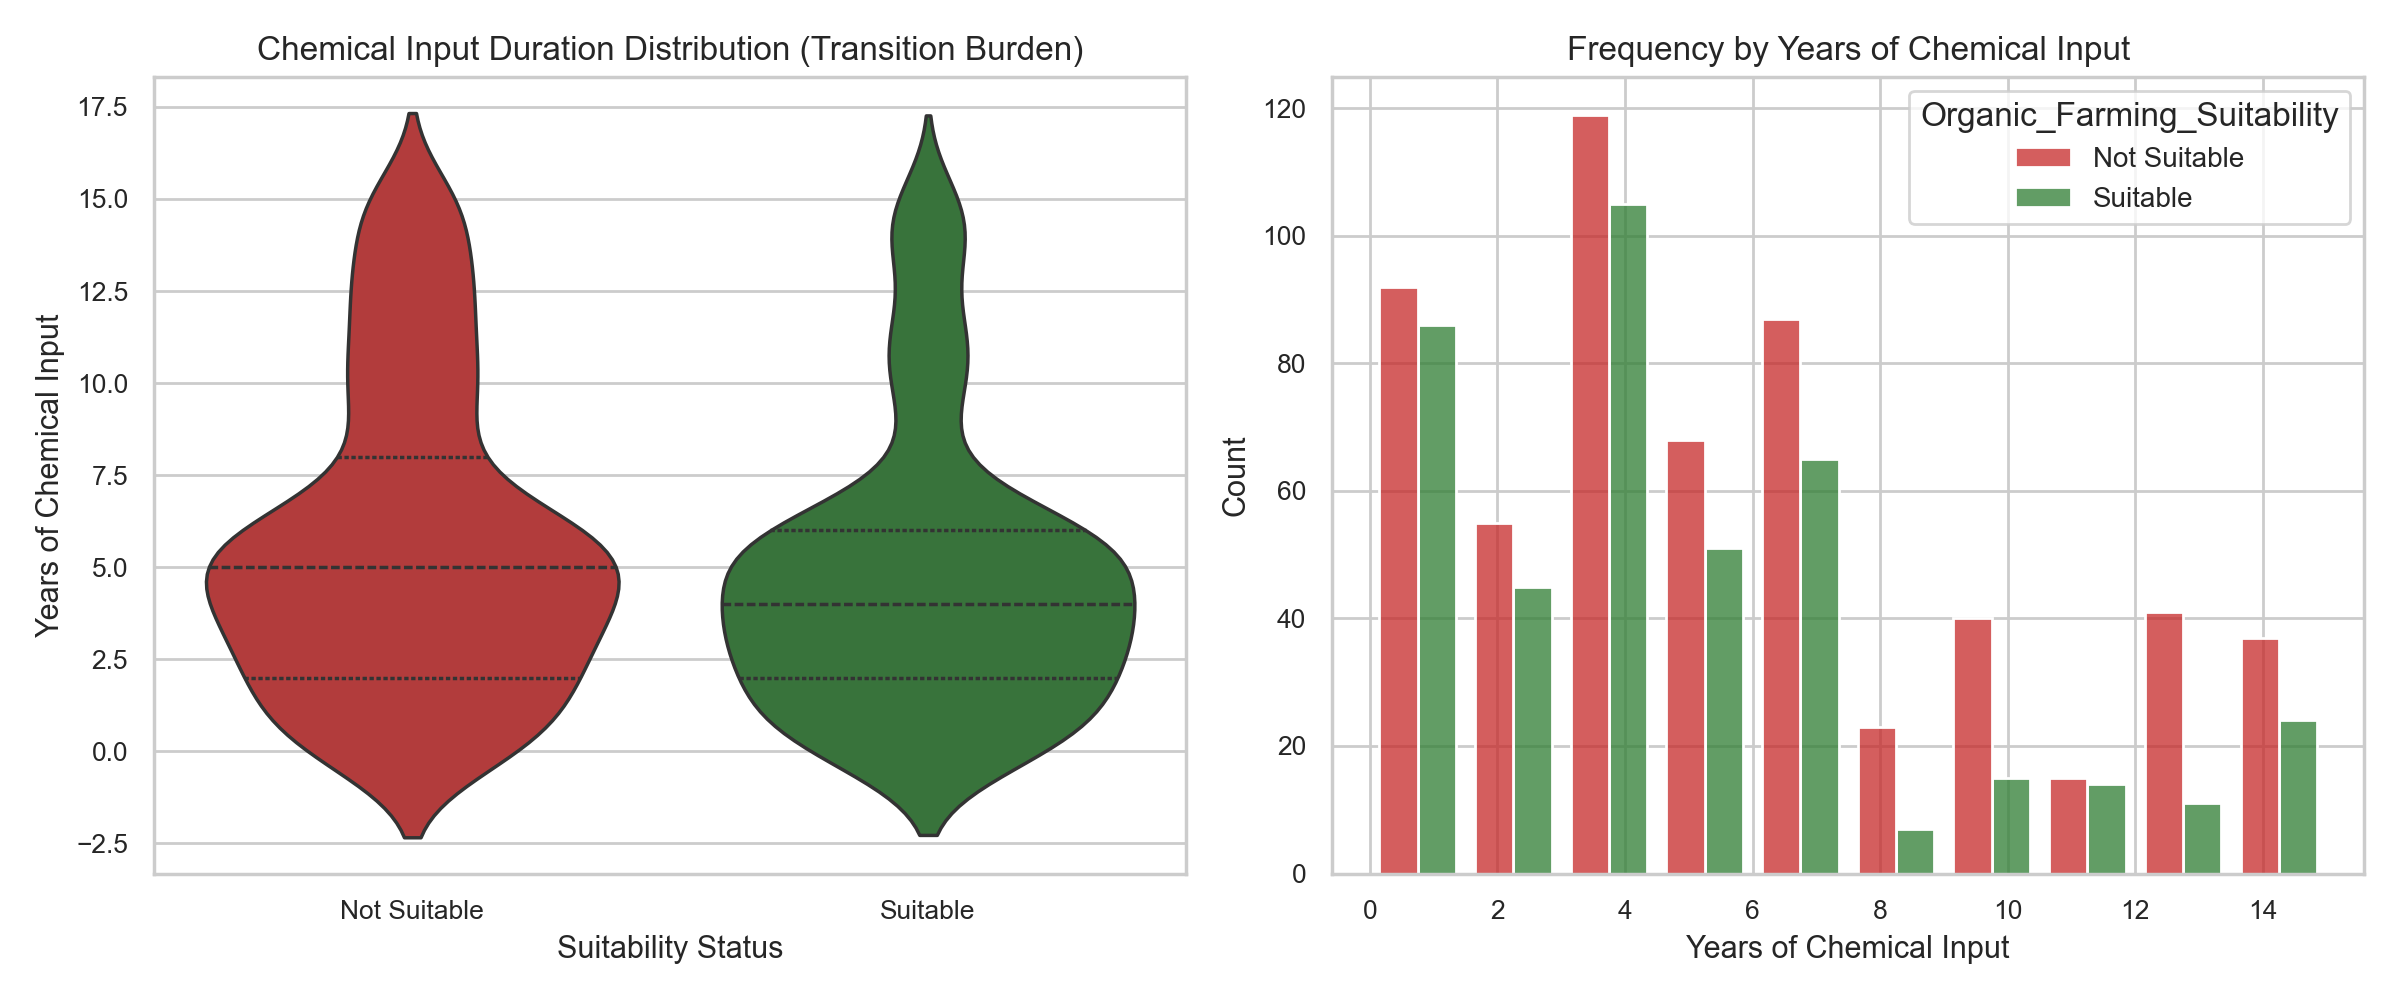 Chemical Input Duration Distribution (Transition Burden)
Years of Chemical Input
17.5
15.0
12.5
10.0
7.5
5.0
2.5
0.0
−2.5
Not Suitable
Suitable
Suitability Status
Frequency by Years of Chemical Input
Count
120
100
80
60
40
20
0
Organic_Farming_Suitability
Not Suitable
Suitable
0 2 4 6 8 10 12 14
Years of Chemical Input